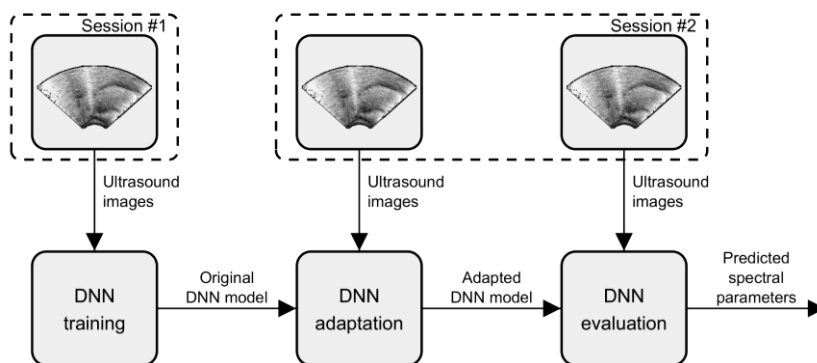 Session #1
Session #2
Ultrasound
images
Ultrasound
images
Ultrasound
images
DNN
training
Original
DNN model
DNN
adaptation
Adapted
DNN model
DNN
evaluation
Predicted
spectral
parameters